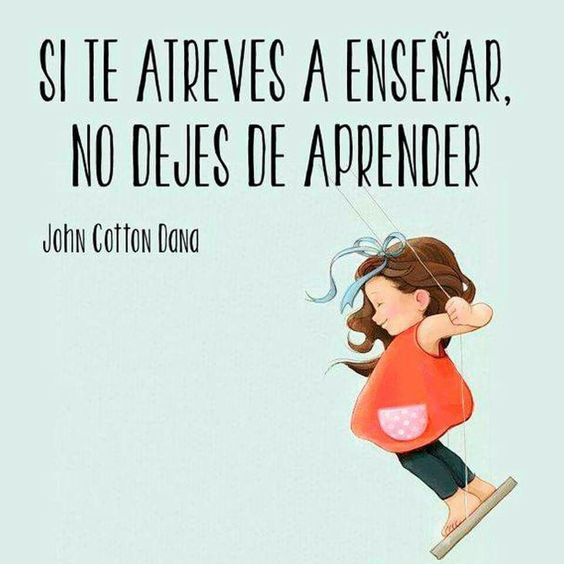 SI TE ATREVES A ENSEÑAR,
NO DEJES DE APRENDER
John Cotton Dana